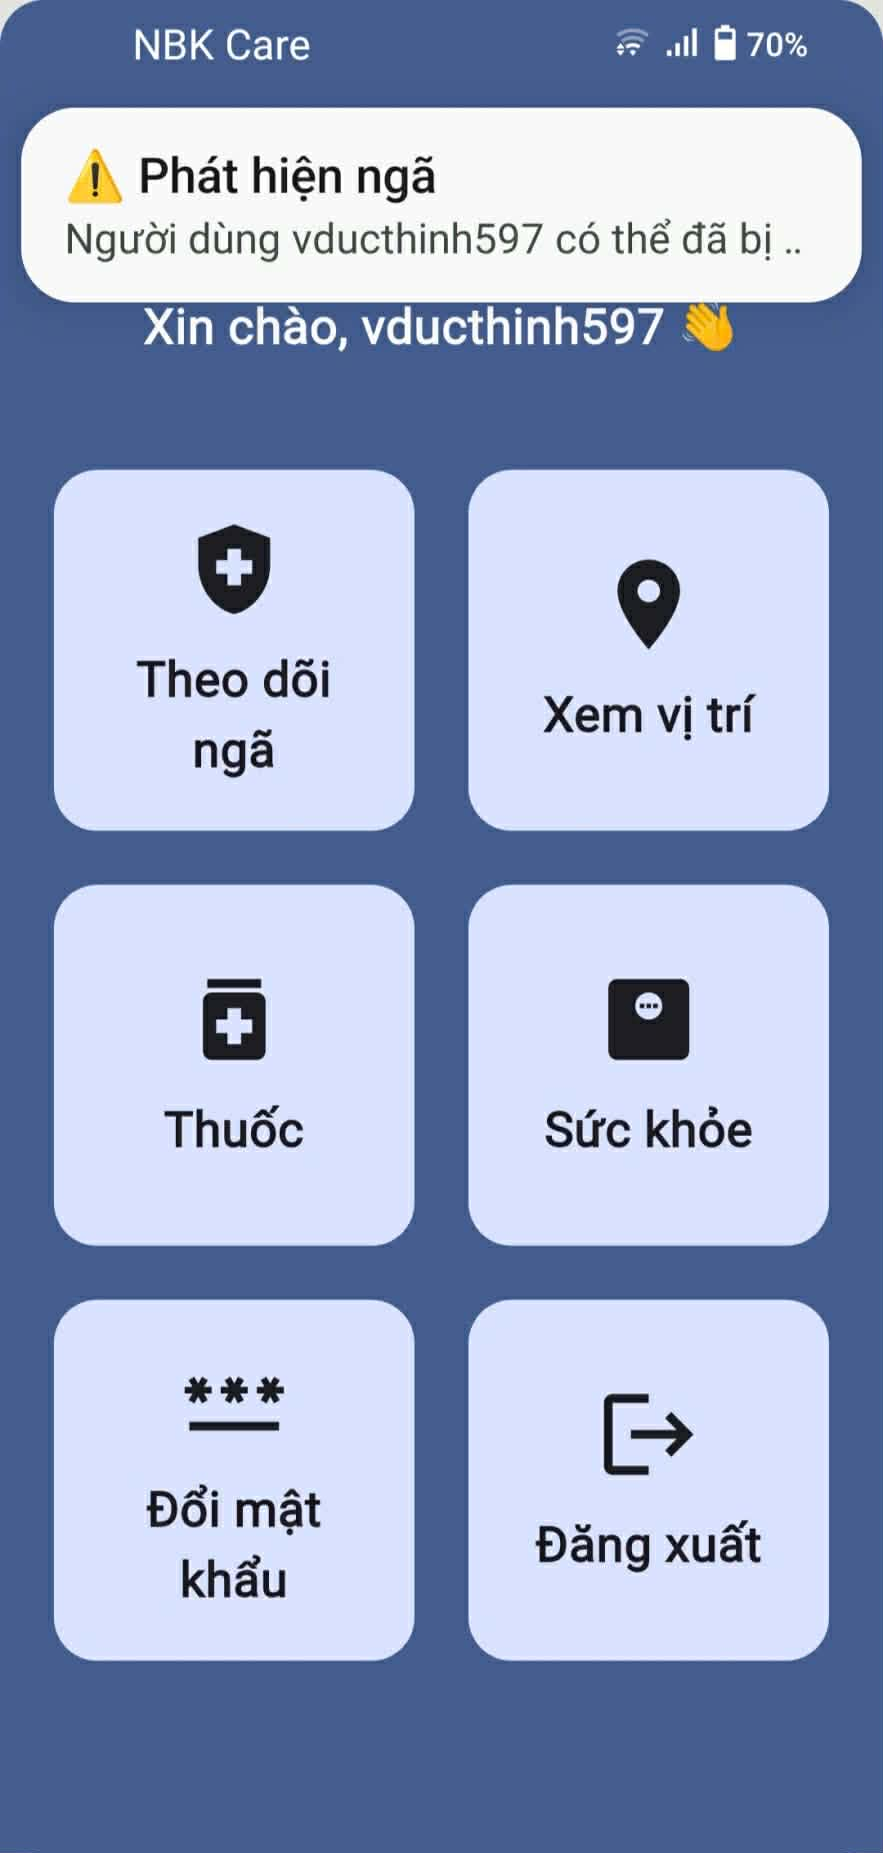 NBK Care 70%
⚠️ Phát hiện ngã
Người dùng vducthinh597 có thể đã bị ..
Xin chào, vducthinh597 👋
Theo dõi
ngã
Xem vị trí
Thuốc
Sức khỏe
***
Đổi mật
khẩu
Đăng xuất